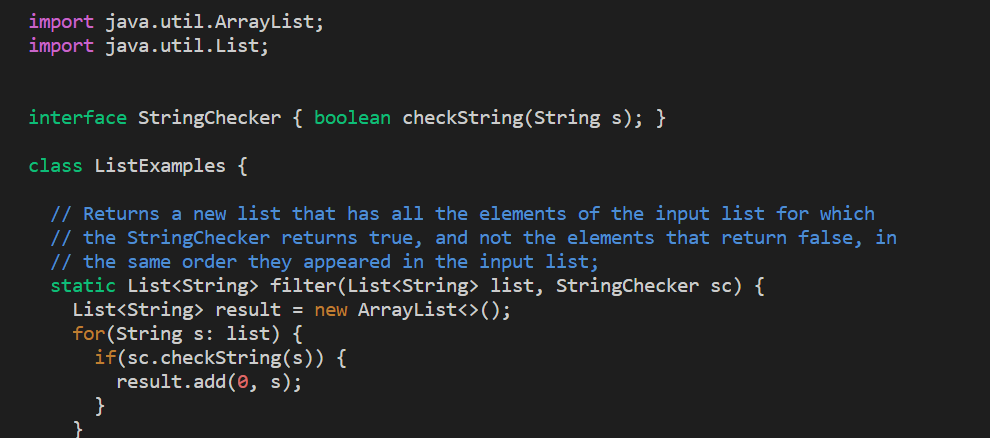 import java.util.ArrayList;
import java.util.List;
interface StringChecker { boolean checkString(String s); }
class ListExamples {
// Returns a new list that has all the elements of the input list for which
// the StringChecker returns true, and not the elements that return false, in
// the same order they appeared in the input list;
static List<String> filter(List<String> list, StringChecker sc) {
List<String> result = new ArrayList<>();
for(String s: list) {
if(sc.checkString(s)) {
result.add(0, s);
}
}